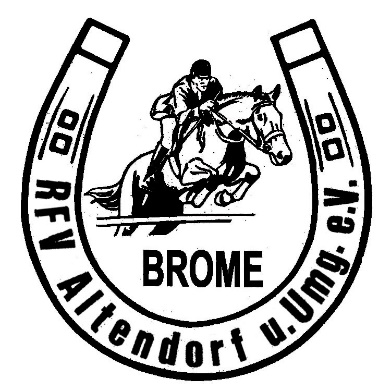 BROME
RFV Altendorf u.Umg. e.V.